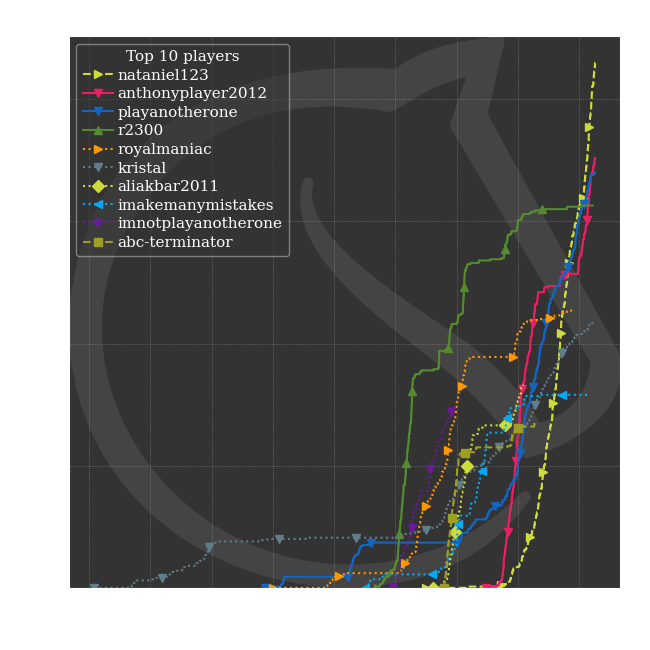 Top 10 players
nataniel123
anthonyplayer2012
playanotherone
r2300
royalmaniac
kristal
aliakbar2011
imakemanymistakes
imnotplayanotherone
abc-terminator